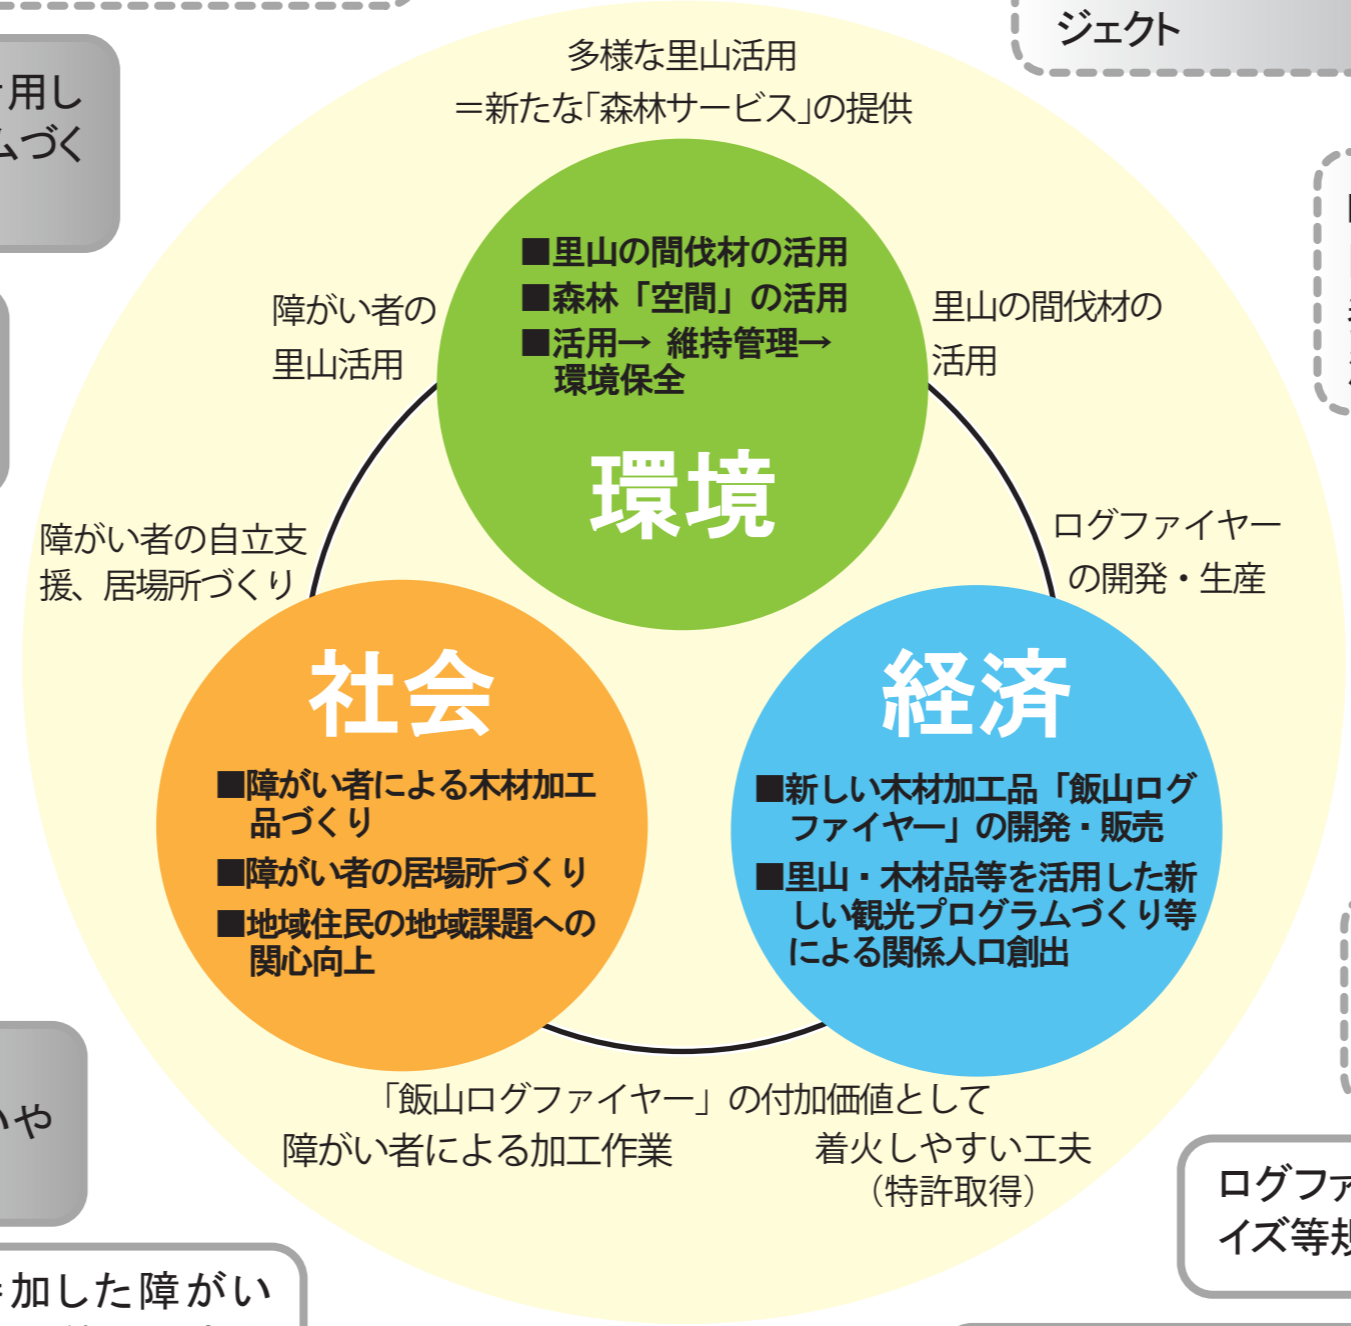 ジェクト
用し
ムづく
多様な里山活用
＝新たな「森林サービス」の提供
■里山の間伐材の活用
■森林「空間」の活用
■活用→ 維持管理→
環境保全
環境
障がい者の
里山活用
里山の間伐材の
活用
障がい者の自立支
援、居場所づくり
ログファイヤー
の開発・生産
社会
■障がい者による木材加工
品づくり
■障がい者の居場所づくり
■地域住民の地域課題への
関心向上
経済
■新しい木材加工品「飯山ログ
ファイヤー」の開発・販売
■里山・木材品等を活用した新
しい観光プログラムづくり等
による関係人口創出
「飯山ログファイヤー」の付加価値として
障がい者による加工作業
着火しやすい工夫
（特許取得）
いや
ログファ
イズ等規
参加した障がい